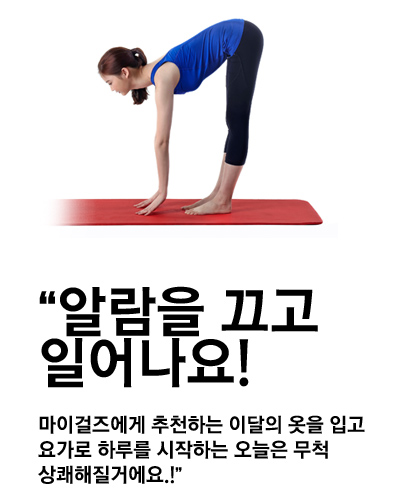 “알람을 끄고
일어나요!
마이걸즈에게 추천하는 이달의 옷을 입고
요가로 하루를 시작하는 오늘은 무척
상쾌해질거에요.!"